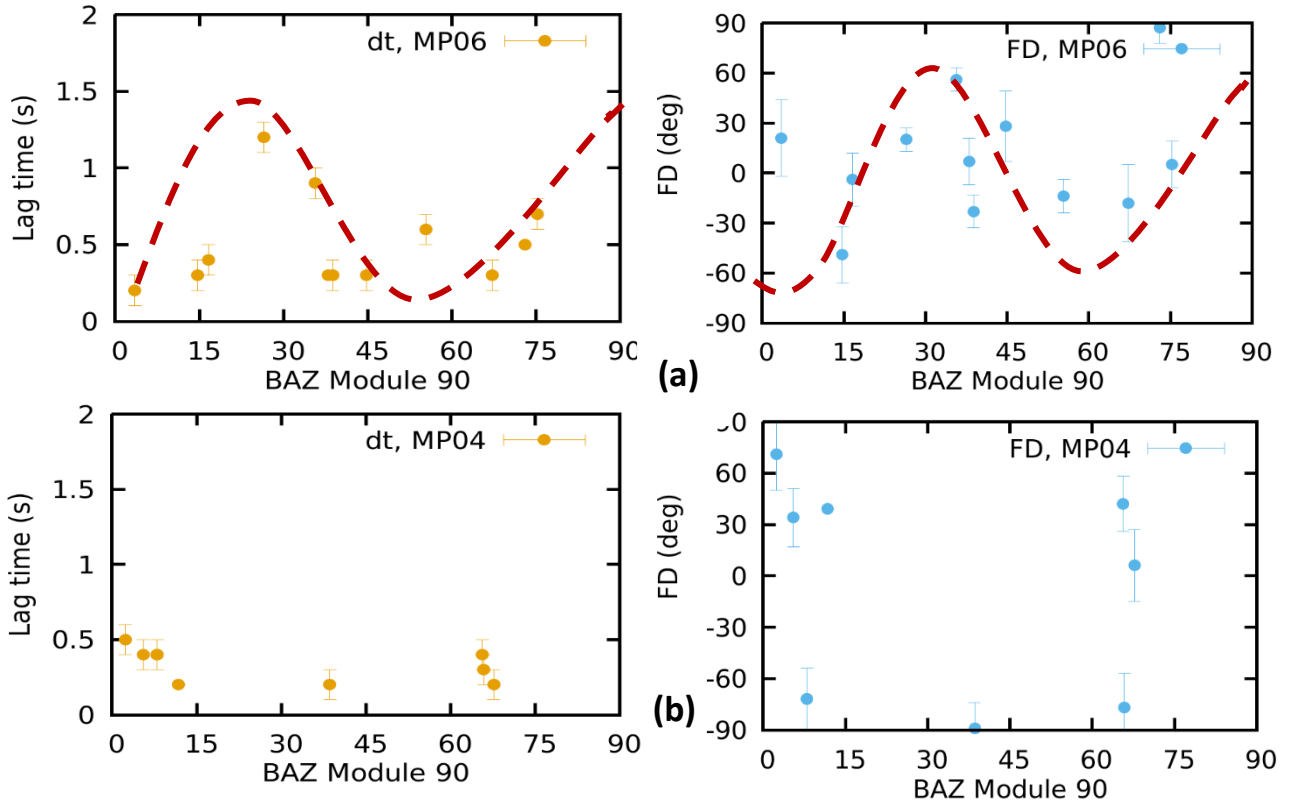 2
1.5
1
0.5
0
Lag time (s)
dt, MP06
0 15 30 45 60 75 90
BAZ Module 90
90
60
30
0
-30
-60
-90
FD (deg)
FD, MP06
0 15 30 45 60 75 90
BAZ Module 90
(a)
2
1.5
1
0.5
0
Lag time (s)
dt, MP04
0 15 30 45 60 75 90
BAZ Module 90
90
60
30
0
-30
-60
-90
FD (deg)
FD, MP04
0 15 30 45 60 75 90
BAZ Module 90
(b)